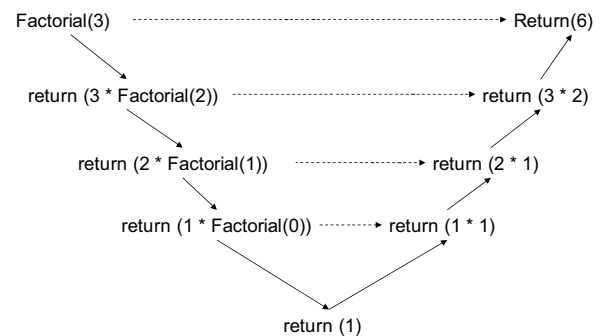 Factorial(3) Return(6)
return (3 * Factorial(2)) return (3 * 2)
return (2 * Factorial(1)) return (2 * 1)
return (1 * Factorial(0)) return (1 * 1)
return (1)